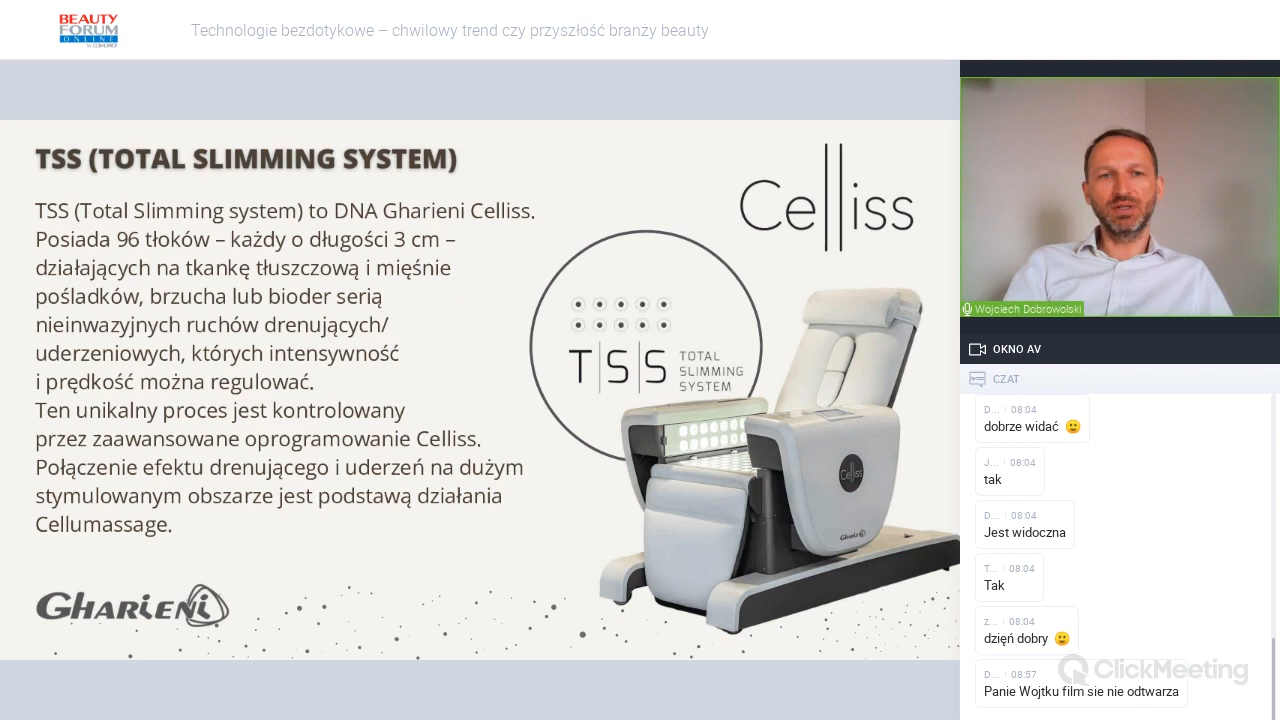 BEAUTY
FORUM
ONLINE
by COSMOPROF
Technologie bezdotykowe – chwilowy trend czy przyszłość branży beauty
TSS (TOTAL SLIMMING SYSTEM)
TSS (Total Slimming system) to DNA Gharieni Celliss.
Posiada 96 tłoków – każdy o długości 3 cm –
działających na tkankę tłuszczową i mięśnie
pośladków, brzucha lub bioder serią
nieinwazyjnych ruchów drenujących/
uderzeniowych, których intensywność
i prędkość można regulować.
Ten unikalny proces jest kontrolowany
przez zaawansowane oprogramowanie Celliss.
Połączenie efektu drenującego i uderzeń na dużym
stymulowanym obszarze jest podstawą działania
Cellumassage.
Celliss
TSS
TOTAL
SLIMMING
SYSTEM
Celliss
Gharieni
GHARIENI
Wojciech Dobrowolski
OKNO AV
CZAT
D... 08:04
dobrze widać
J... 08:04
tak
D... 08:04
Jest widoczna
T... 08:04
Tak
z... 08:04
dzięń dobry
D... 08:57
Panie Wojtku film sie nie odtwarza
ClickMeeting